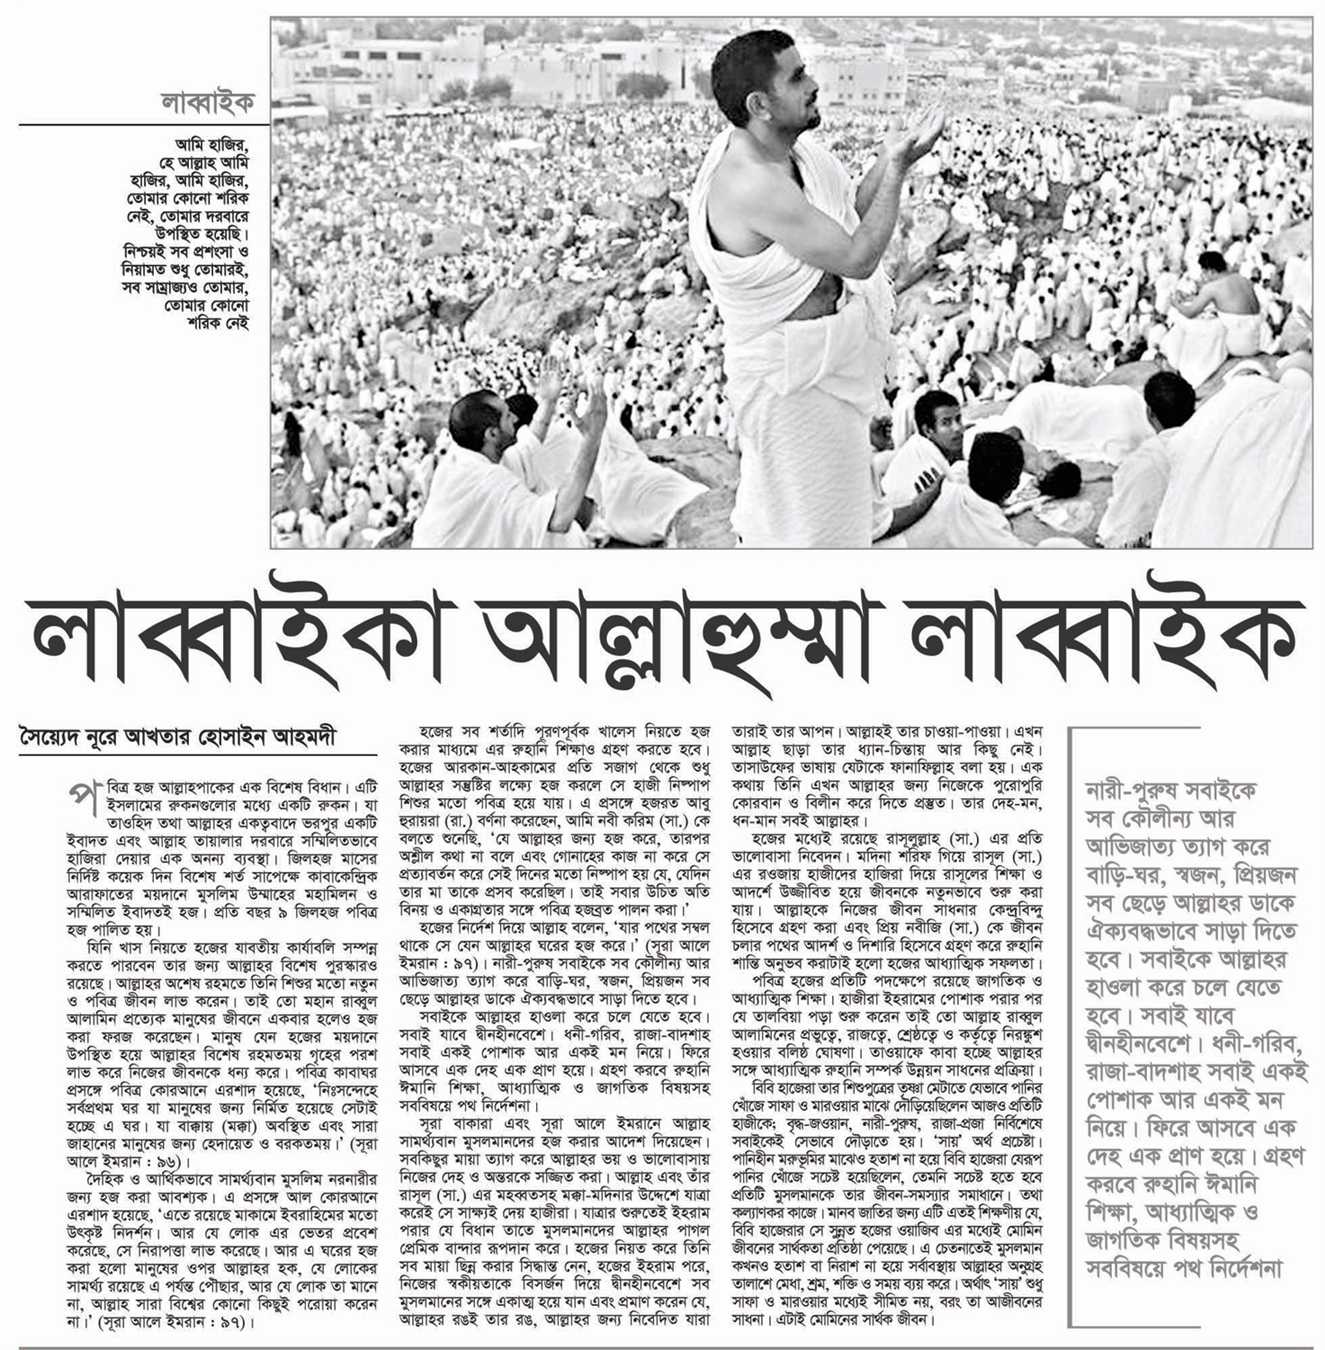 লাব্বাইক
আমি হাজির,
হে আল্লাহ আমি
হাজির, আমি হাজির,
তোমার কোনো শরিক
নেই, তোমার দরবারে
উপস্থিত হয়েছি।
নিশ্চয়ই সব প্রশংসা ও
নিয়ামত শুধু তোমারই,
সব সাম্রাজ্যও তোমার,
তোমার কোনো
শরিক নেই
লাব্বাইকা আল্লাহুম্মা লাব্বাইক
সৈয়্যেদ নূরে আখতার হোসাইন আহমদী
পবিত্র হজ আল্লাহপাকের এক বিশেষ বিধান। এটি
ইসলামের রুকনগুলোর মধ্যে একটি রুকন। যা
তাওহিদ তথা আল্লাহর একত্ববাদে ভরপুর একটি
ইবাদত এবং আল্লাহ তায়ালার দরবারে সম্মিলিতভাবে
হাজিরা দেয়ার এক অনন্য ব্যবস্থা। জিলহজ মাসের
নির্দিষ্ট কয়েক দিন বিশেষ শর্ত সাপেক্ষে কাবাকেন্দ্রিক
আরাফাতের ময়দানে মুসলিম উম্মাহের মহামিলন ও
সম্মিলিত ইবাদতই হজ। প্রতি বছর ৯ জিলহজ পবিত্র
হজ পালিত হয়।
যিনি খাস নিয়তে হজের যাবতীয় কার্যাবলি সম্পন্ন
করতে পারবেন তার জন্য আল্লাহর বিশেষ পুরস্কারও
রয়েছে। আল্লাহর অশেষ রহমতে তিনি শিশুর মতো নতুন
ও পবিত্র জীবন লাভ করেন। তাই তো মহান রাব্বুল
আলামিন প্রত্যেক মানুষের জীবনে একবার হলেও হজ
করা ফরজ করেছেন। মানুষ যেন হজের ময়দানে
উপস্থিত হয়ে আল্লাহর বিশেষ রহমতময় গৃহের পরশ
লাভ করে নিজের জীবনকে ধন্য করে। পবিত্র কাবাঘর
প্রসঙ্গে পবিত্র কোরআনে এরশাদ হয়েছে, ‘নিঃসন্দেহে
সর্বপ্রথম ঘর যা মানুষের জন্য নির্মিত হয়েছে সেটাই
হচ্ছে এ ঘর। যা বাক্কায় (মক্কা) অবস্থিত এবং সারা
জাহানের মানুষের জন্য হেদায়েত ও বরকতময়।’ (সূরা
আলে ইমরান : ৯৬)।
দৈহিক ও আর্থিকভাবে সামর্থ্যবান মুসলিম নরনারীর
জন্য হজ করা আবশ্যক। এ প্রসঙ্গে আল কোরআনে
এরশাদ হয়েছে, ‘এতে রয়েছে মাকামে ইবরাহিমের মতো
উৎকৃষ্ট নিদর্শন। আর যে লোক এর ভেতর প্রবেশ
করেছে, সে নিরাপত্তা লাভ করেছে। আর এ ঘরের হজ
করা হলো মানুষের ওপর আল্লাহর হক, যে লোকের
সামর্থ্য রয়েছে এ পর্যন্ত পৌঁছার, আর যে লোক তা মানে
না, আল্লাহ সারা বিশ্বের কোনো কিছুই পরোয়া করেন
না।’ (সূরা আলে ইমরান : ৯৭)।
হজের সব শর্তাদি পূরণপূর্বক খালেস নিয়তে হজ
করার মাধ্যমে এর রুহানি শিক্ষাও গ্রহণ করতে হবে।
হজের আরকান-আহকামের প্রতি সজাগ থেকে শুধু
আল্লাহর সন্তুষ্টির লক্ষ্যে হজ করলে সে হাজী নিষ্পাপ
শিশুর মতো পবিত্র হয়ে যায়। এ প্রসঙ্গে হজরত আবু
হুরায়রা (রা.) বর্ণনা করেছেন, আমি নবী করিম (সা.) কে
বলতে শুনেছি, ‘যে আল্লাহর জন্য হজ করে, তারপর
অশ্লীল কথা না বলে এবং গোনাহের কাজ না করে সে
প্রত্যাবর্তন করে সেই দিনের মতো নিষ্পাপ হয় যে, যেদিন
তার মা তাকে প্রসব করেছিল। তাই সবার উচিত অতি
বিনয় ও একাগ্রতার সঙ্গে পবিত্র হজব্রত পালন করা।’
হজের নির্দেশ দিয়ে আল্লাহ বলেন, ‘যার পথের সম্বল
থাকে সে যেন আল্লাহর ঘরের হজ করে।’ (সূরা আলে
ইমরান : ৯৭)। নারী-পুরুষ সবাইকে সব কৌলীন্য আর
আভিজাত্য ত্যাগ করে বাড়ি-ঘর, স্বজন, প্রিয়জন সব
ছেড়ে আল্লাহর ডাকে ঐক্যবদ্ধভাবে সাড়া দিতে হবে।
সবাইকে আল্লাহর হাওলা করে চলে যেতে হবে।
সবাই যাবে দ্বীনহীনবেশে। ধনী-গরিব, রাজা-বাদশাহ
সবাই একই পোশাক আর একই মন নিয়ে। ফিরে
আসবে এক দেহ এক প্রাণ হয়ে। গ্রহণ করবে রুহানি
ঈমানি শিক্ষা, আধ্যাত্মিক ও জাগতিক বিষয়সহ
সববিষয়ে পথ নির্দেশনা।
সূরা বাকারা এবং সূরা আলে ইমরানে আল্লাহ
সামর্থ্যবান মুসলমানদের হজ করার আদেশ দিয়েছেন।
সবকিছুর মায়া ত্যাগ করে আল্লাহর ভয় ও ভালোবাসায়
নিজের দেহ ও অন্তরকে সজ্জিত করা। আল্লাহ এবং তাঁর
রাসূল (সা.) এর মহব্বতসহ মক্কা-মদিনার উদ্দেশে যাত্রা
করেই সে সাক্ষ্যই দেয় হাজীরা। যাত্রার শুরুতেই ইহরাম
পরার যে বিধান তাতে মুসলমানদের আল্লাহর পাগল
প্রেমিক বান্দার রূপদান করে। হজের নিয়ত করে তিনি
সব মায়া ছিন্ন করার সিদ্ধান্ত নেন, হজের ইহরাম পরে,
নিজের স্বকীয়তাকে বিসর্জন দিয়ে দ্বীনহীনবেশে সব
মুসলমানের সঙ্গে একাত্ম হয়ে যান এবং প্রমাণ করেন যে,
আল্লাহর রঙই তার রঙ, আল্লাহর জন্য নিবেদিত যারা
তারাই তার আপন। আল্লাহই তার চাওয়া-পাওয়া। এখন
আল্লাহ ছাড়া তার ধ্যান-চিন্তায় আর কিছু নেই।
তাসাউফের ভাষায় যেটাকে ফানাফিল্লাহ বলা হয়। এক
কথায় তিনি এখন আল্লাহর জন্য নিজেকে পুরোপুরি
কোরবান ও বিলীন করে দিতে প্রস্তুত। তার দেহ-মন,
ধন-মান সবই আল্লাহর।
হজের মধ্যেই রয়েছে রাসূলুল্লাহ (সা.) এর প্রতি
ভালোবাসা নিবেদন। মদিনা শরিফ গিয়ে রাসূল (সা.)
এর রওজায় হাজীদের হাজিরা দিয়ে রাসূলের শিক্ষা ও
আদর্শে উজ্জীবিত হয়ে জীবনকে নতুনভাবে শুরু করা
যায়। আল্লাহকে নিজের জীবন সাধনার কেন্দ্রবিন্দু
হিসেবে গ্রহণ করা এবং প্রিয় নবীজি (সা.) কে জীবন
চলার পথের আদর্শ ও দিশারি হিসেবে গ্রহণ করে রুহানি
শান্তি অনুভব করাটাই হলো হজের আধ্যাত্মিক সফলতা।
পবিত্র হজের প্রতিটি পদক্ষেপে রয়েছে জাগতিক ও
আধ্যাত্মিক শিক্ষা। হাজীরা ইহরামের পোশাক পরার পর
যে তালবিয়া পড়া শুরু করেন তাই তো আল্লাহ রাব্বুল
আলামিনের প্রভুত্বে, রাজত্বে, শ্রেষ্ঠত্বে ও কর্তৃত্বে নিরঙ্কুশ
হওয়ার বলিষ্ঠ ঘোষণা। তাওয়াফে কাবা হচ্ছে আল্লাহর
সঙ্গে আধ্যাত্মিক রুহানি সম্পর্ক উন্নয়ন সাধনের প্রক্রিয়া।
বিবি হাজেরা তার শিশুপুত্রের তৃষ্ণা মেটাতে যেভাবে পানির
খোঁজে সাফা ও মারওয়ার মাঝে দৌড়িয়েছিলেন আজও প্রতিটি
হাজীকে; বৃদ্ধ-জওয়ান, নারী-পুরুষ, রাজা-প্রজা নির্বিশেষে
সবাইকেই সেভাবে দৌড়াতে হয়। ‘সায়’ অর্থ প্রচেষ্টা।
পানিহীন মরুভূমির মাঝেও হতাশ না হয়ে বিবি হাজেরা যেরূপ
পানির খোঁজে সচেষ্ট হয়েছিলেন, তেমনি সচেষ্ট হতে হবে
প্রতিটি মুসলমানকে তার জীবন-সমস্যার সমাধানে। তথা
কল্যাণকর কাজে। মানব জাতির জন্য এটি এতই শিক্ষণীয় যে,
বিবি হাজেরার সে সুন্নত হজের ওয়াজিব এর মধ্যেই মোমিন
জীবনের সার্থকতা প্রতিষ্ঠা পেয়েছে। এ চেতনাতেই মুসলমান
কখনও হতাশ বা নিরাশ না হয়ে সর্বাবস্থায় আল্লাহর অনুগ্রহ
তালাশে মেধা, শ্রম, শক্তি ও সময় ব্যয় করে। অর্থাৎ ‘সায়’ শুধু
সাফা ও মারওয়ার মধ্যেই সীমিত নয়, বরং তা আজীবনের
সাধনা। এটাই মোমিনের সার্থক জীবন।
নারী-পুরুষ সবাইকে
সব কৌলীন্য আর
আভিজাত্য ত্যাগ করে
বাড়ি-ঘর, স্বজন, প্রিয়জন
সব ছেড়ে আল্লাহর ডাকে
ঐক্যবদ্ধভাবে সাড়া দিতে
হবে। সবাইকে আল্লাহর
হাওলা করে চলে যেতে
হবে। সবাই যাবে
দ্বীনহীনবেশে। ধনী-গরিব,
রাজা-বাদশাহ সবাই একই
পোশাক আর একই মন
নিয়ে। ফিরে আসবে এক
দেহ এক প্রাণ হয়ে। গ্রহণ
করবে রুহানি ঈমানি
শিক্ষা, আধ্যাত্মিক ও
জাগতিক বিষয়সহ
সববিষয়ে পথ নির্দেশনা